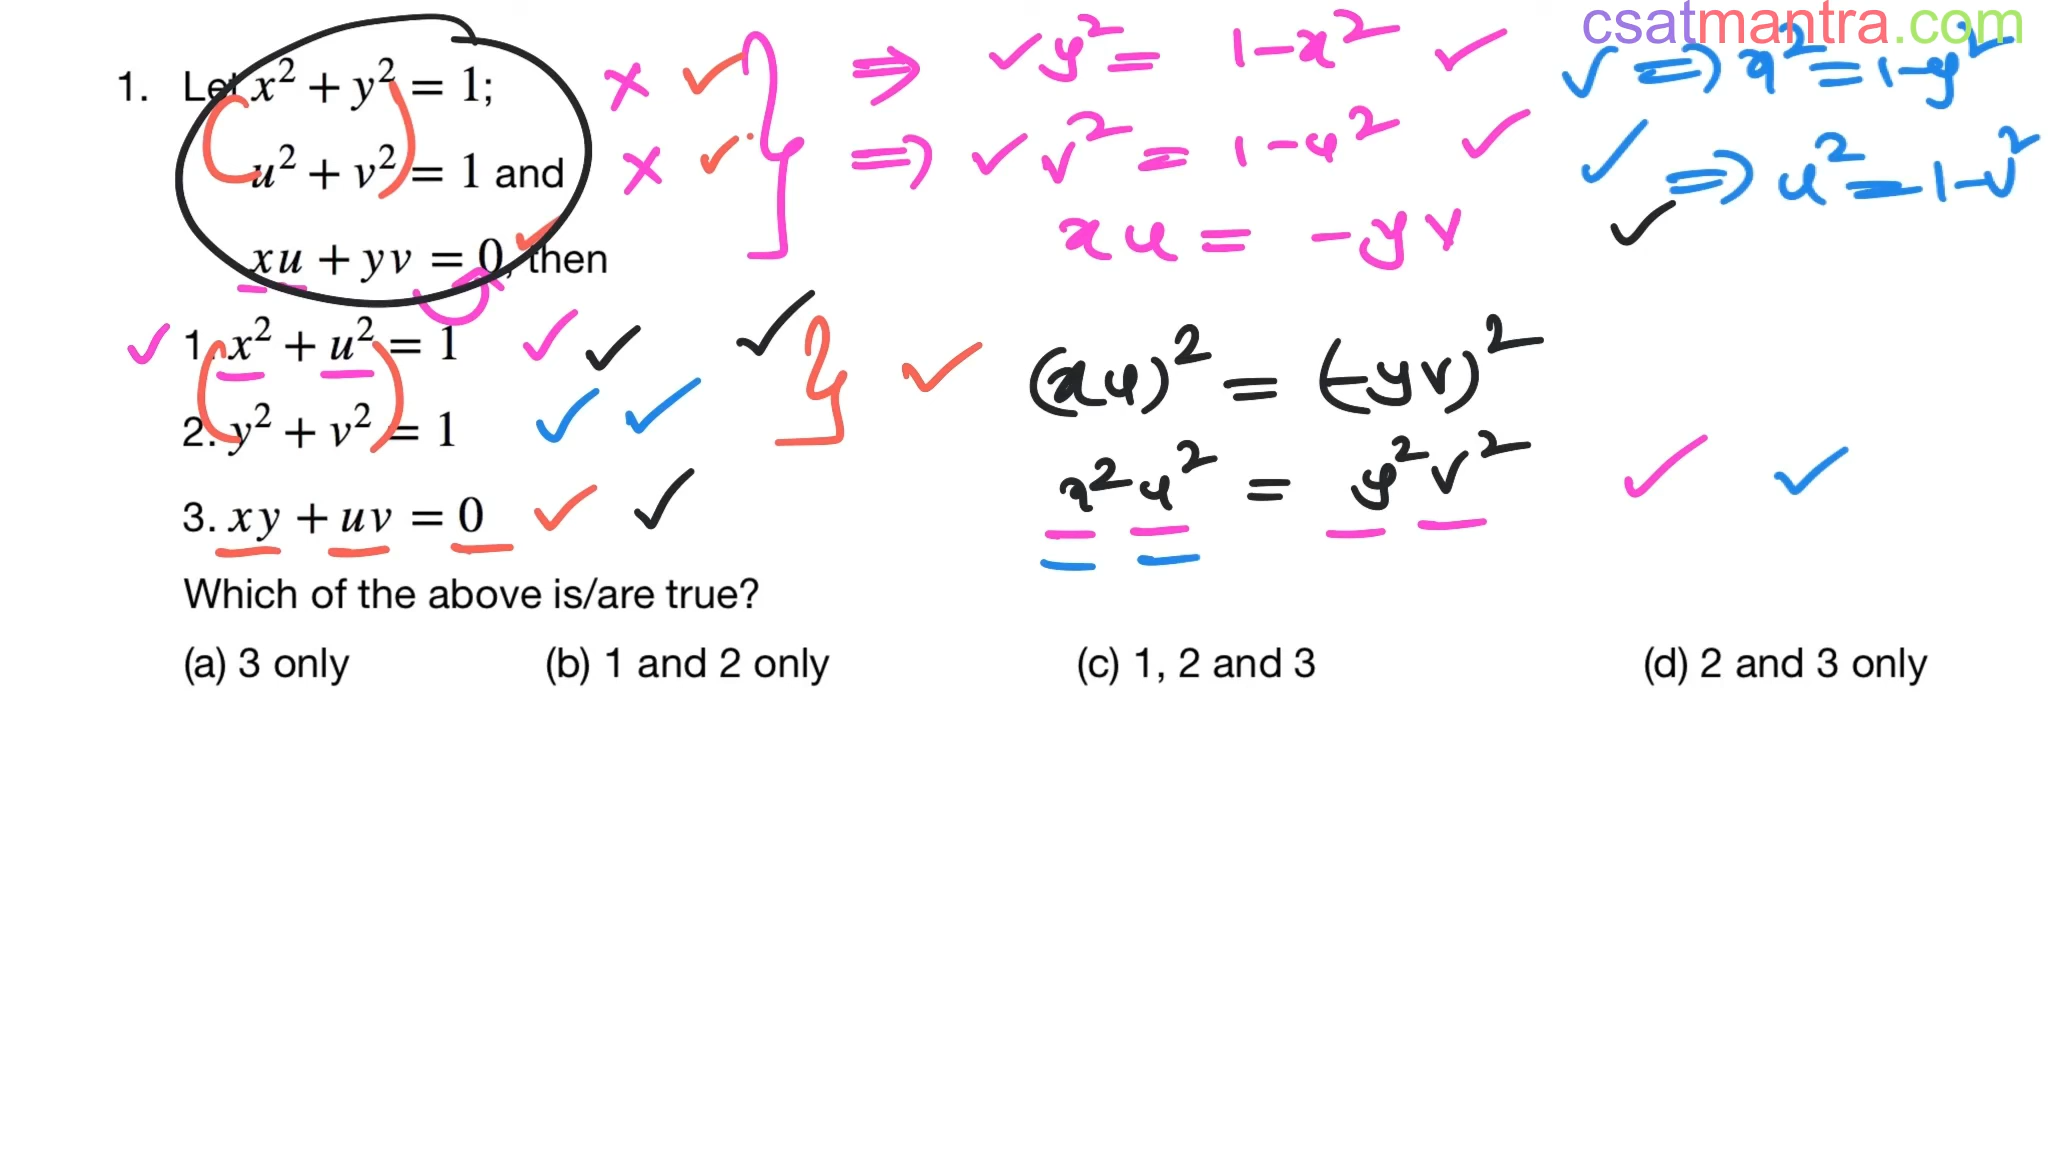 csatmantra.com
1. Let x² + y² = 1;
u² + v² = 1 and
xu + yv = 0, then
1. x² + u² = 1
2. y² + v² = 1
3. xy + uv = 0
Which of the above is/are true?
(a) 3 only (b) 1 and 2 only (c) 1, 2 and 3 (d) 2 and 3 only
× ✓ ⇒ ✓ y² = 1 - x² ✓
× ✓ ⇒ ✓ v² = 1 - u² ✓
xu = -yv ✓
✓ ⇒ x² = 1 - y²
✓ ⇒ u² = 1 - v²
(xu)² = (-yv)²
x²u² = y²v² ✓ ✓